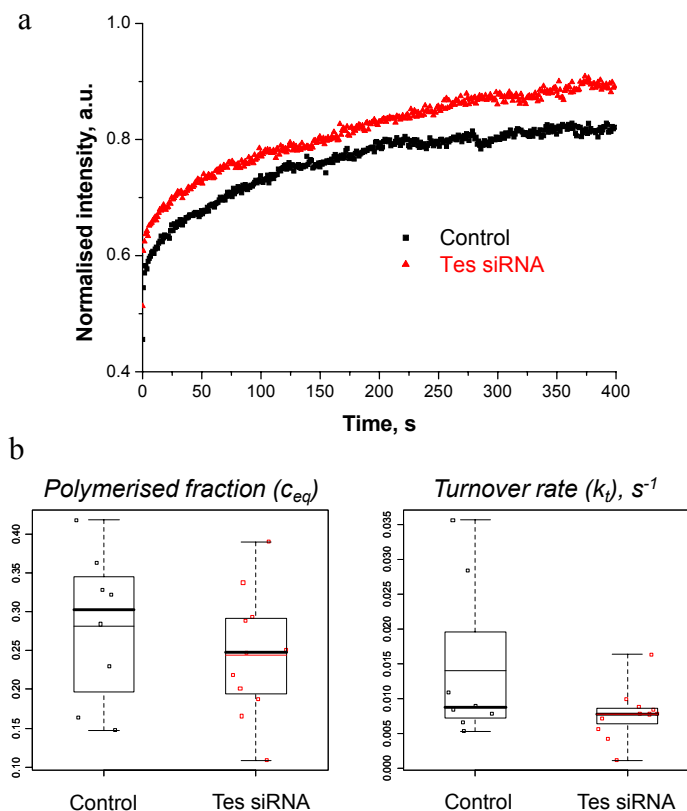 a
1.0
0.8
0.6
0.4
Normalised intensity, a.u.
Control
Tes siRNA
0 50 100 150 200 250 300 350 400
Time, s
b
Polymerised fraction (c_eq)
0.40
0.35
0.30
0.25
0.20
0.15
0.10
Control Tes siRNA
Turnover rate (k_t), s^-1
0.035
0.030
0.025
0.020
0.015
0.010
0.005
0.000
Control Tes siRNA